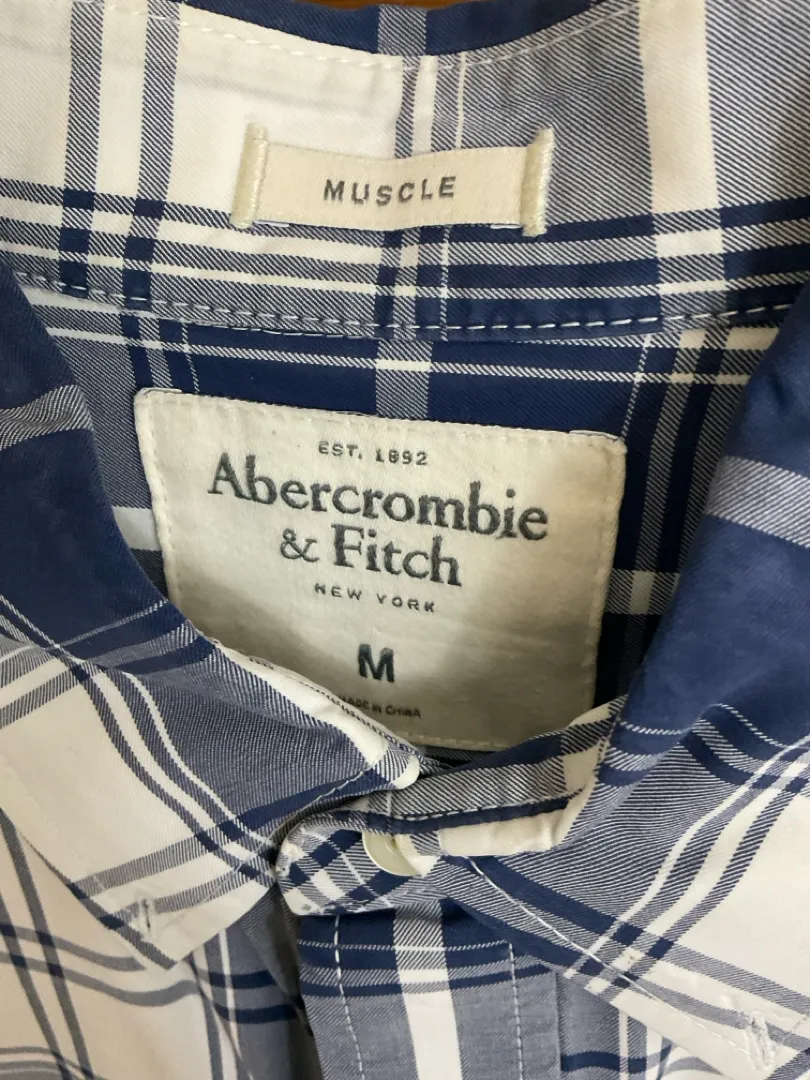 MUSCLE
EST. 1892
Abercrombie
& Fitch
NEW YORK
M
MADE IN CHINA